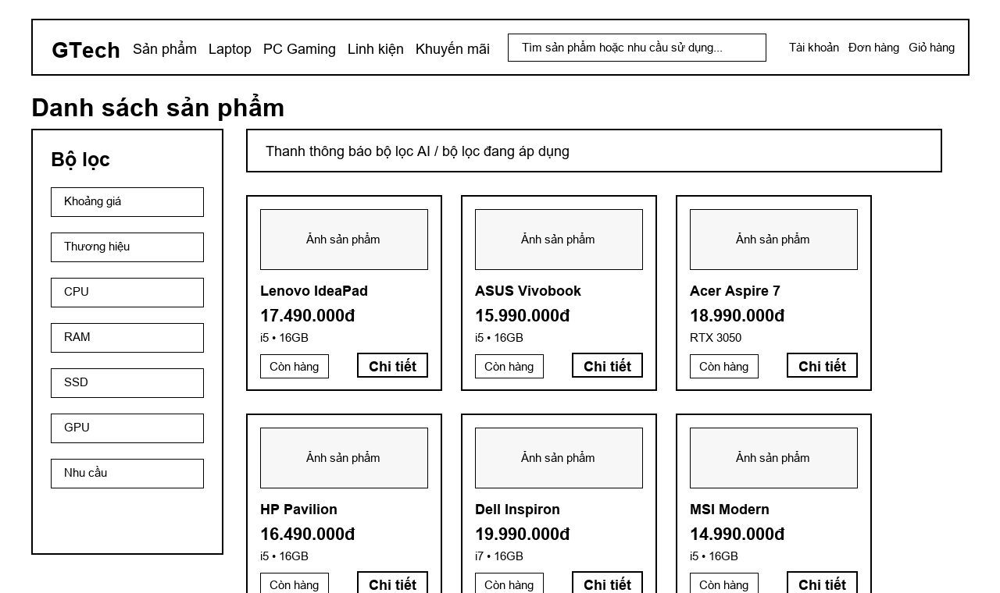 GTech Sản phẩm Laptop PC Gaming Linh kiện Khuyến mãi Tìm sản phẩm hoặc nhu cầu sử dụng... Tài khoản Đơn hàng Giỏ hàng
Danh sách sản phẩm
Bộ lọc
Khoảng giá
Thương hiệu
CPU
RAM
SSD
GPU
Nhu cầu
Thanh thông báo bộ lọc AI / bộ lọc đang áp dụng
Ảnh sản phẩm
Lenovo IdeaPad
17.490.000đ
i5 • 16GB
Còn hàng Chi tiết
Ảnh sản phẩm
ASUS Vivobook
15.990.000đ
i5 • 16GB
Còn hàng Chi tiết
Ảnh sản phẩm
Acer Aspire 7
18.990.000đ
RTX 3050
Còn hàng Chi tiết
Ảnh sản phẩm
HP Pavilion
16.490.000đ
i5 • 16GB
Còn hàng Chi tiết
Ảnh sản phẩm
Dell Inspiron
19.990.000đ
i7 • 16GB
Còn hàng Chi tiết
Ảnh sản phẩm
MSI Modern
14.990.000đ
i5 • 16GB
Còn hàng Chi tiết